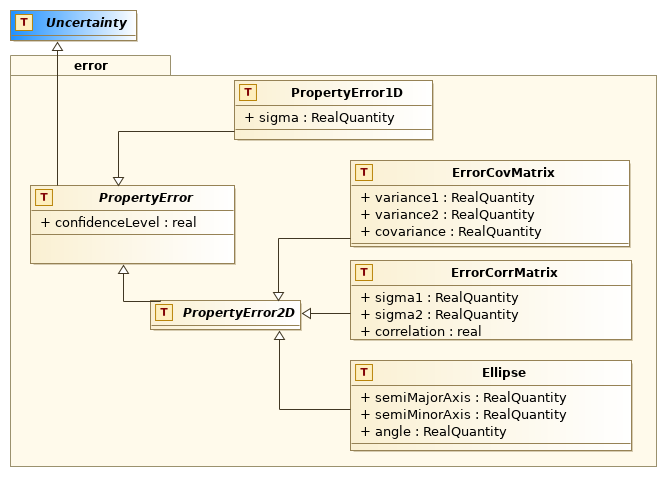 T Uncertainty
error
T PropertyError1D
+ sigma : RealQuantity
T PropertyError
+ confidenceLevel : real
T ErrorCovMatrix
+ variance1 : RealQuantity
+ variance2 : RealQuantity
+ covariance : RealQuantity
T ErrorCorrMatrix
+ sigma1 : RealQuantity
+ sigma2 : RealQuantity
+ correlation : real
T PropertyError2D
T Ellipse
+ semiMajorAxis : RealQuantity
+ semiMinorAxis : RealQuantity
+ angle : RealQuantity